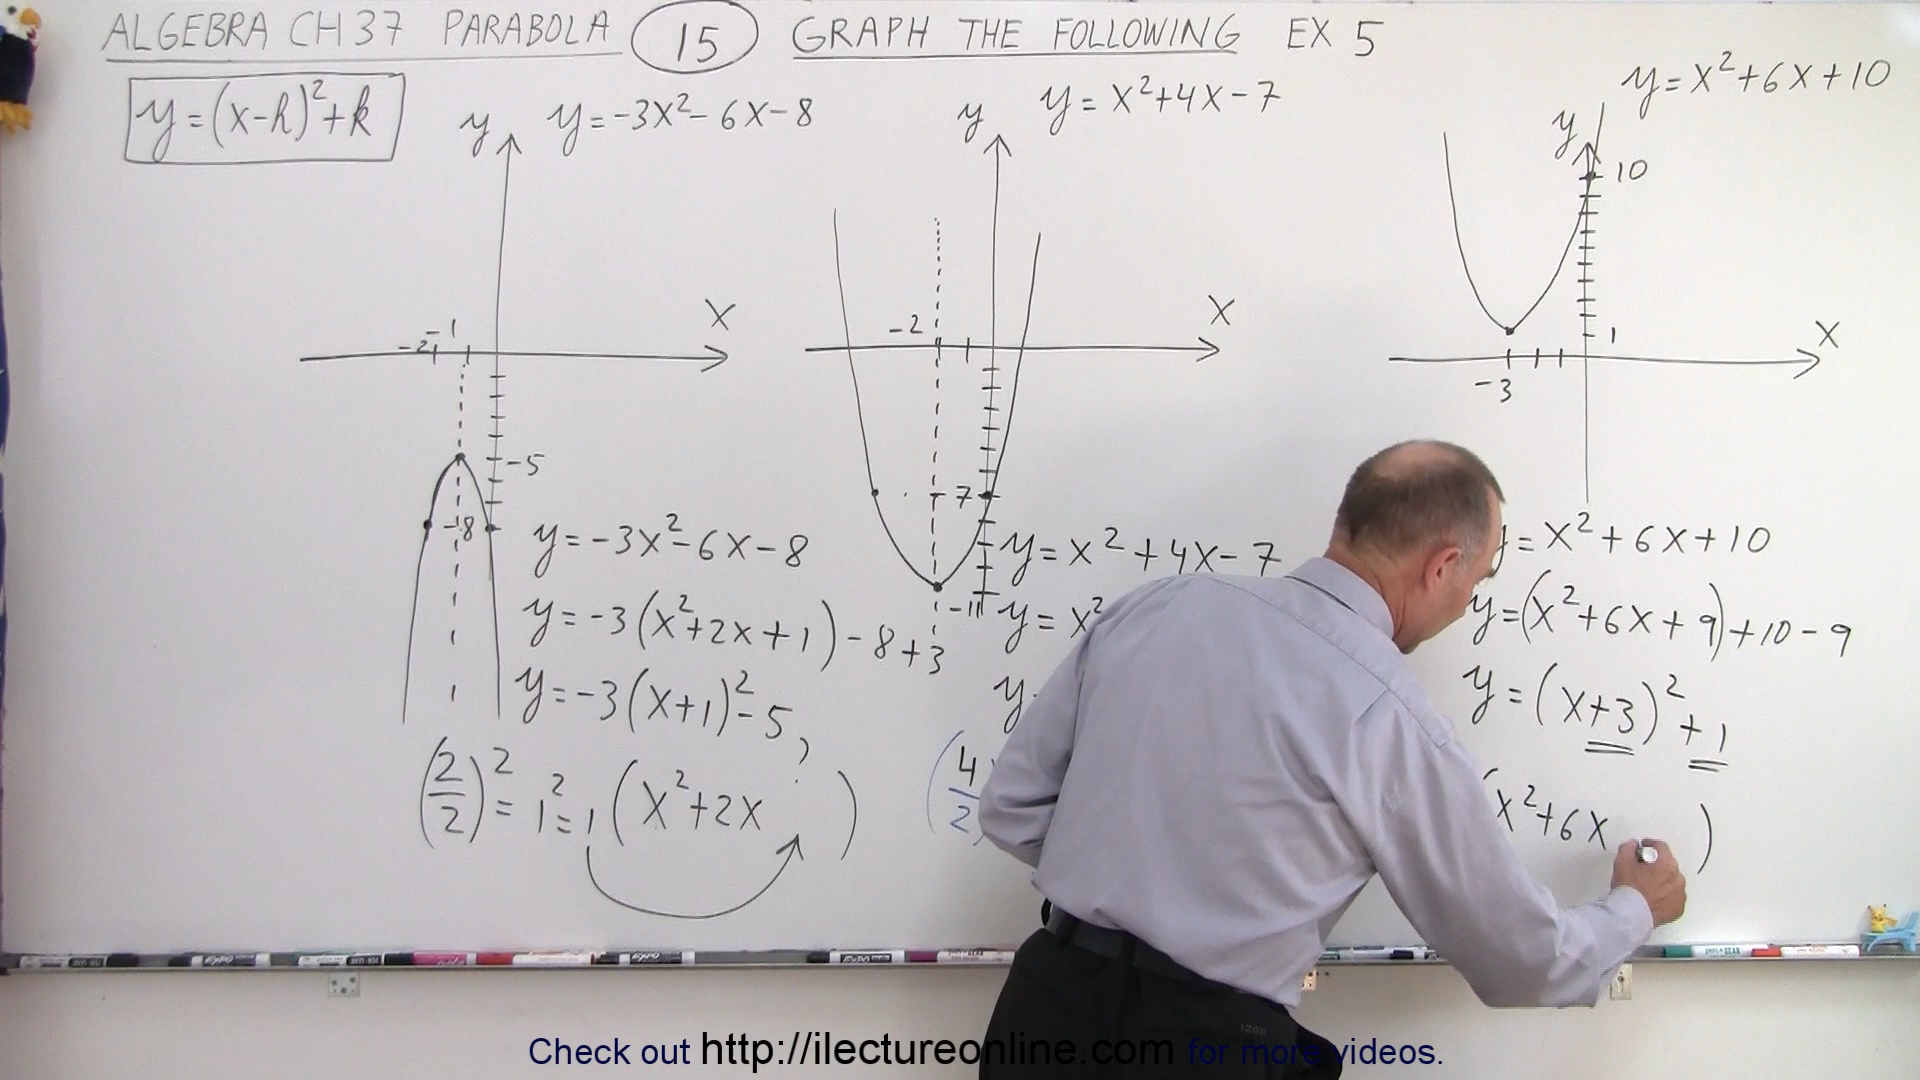 ALGEBRA CH 37 PARABOLA 15 GRAPH THE FOLLOWING EX 5
y=(x-h)²+k
y
y=-3x²-6x-8
-1
-2
x
-5
-8
y=-3x²-6x-8
y=-3(x²+2x+1)-8+3
y=-3(x+1)²-5
(2/2)²=1²=1(x²+2x ?)
y
y=x²+4x-7
-2
x
-7
-11
y=x²+4x-7
y=x²
y=
(4/2
y=x²+6x+10
y
10
1
x
-3
y=x²+6x+10
y=(x²+6x+9)+10-9
y=(x+3)²+1
(x²+6x )
Check out http://ilectureonline.com for more videos.